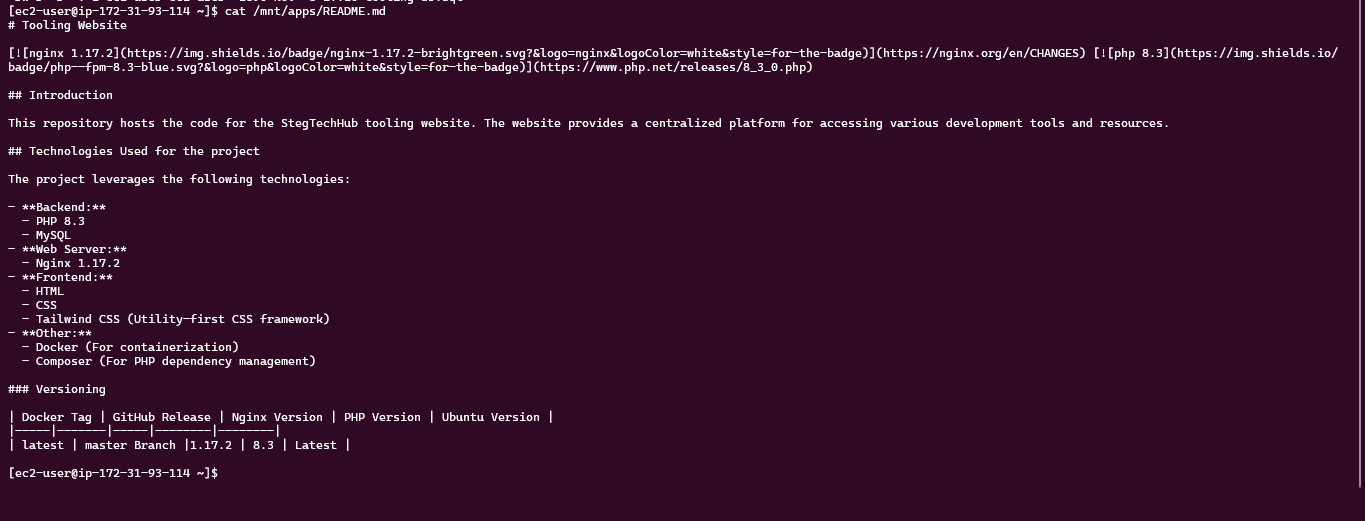 [ec2-user@ip-172-31-93-114 ~]$ cat /mnt/apps/README.md
# Tooling Website
[![nginx 1.17.2](https://img.shields.io/badge/nginx-1.17.2-brightgreen.svg?&logo=nginx&logoColor=white&style=for-the-badge)](https://nginx.org/en/CHANGES) [![php 8.3](https://img.shields.io/
badge/php--fpm-8.3-blue.svg?&logo=php&logoColor=white&style=for-the-badge)](https://www.php.net/releases/8_3_0.php)
## Introduction
This repository hosts the code for the StegTechHub tooling website. The website provides a centralized platform for accessing various development tools and resources.
## Technologies Used for the project
The project leverages the following technologies:
- **Backend:**
  - PHP 8.3
  - MySQL
- **Web Server:**
  - Nginx 1.17.2
- **Frontend:**
  - HTML
  - CSS
  - Tailwind CSS (Utility-first CSS framework)
- **Other:**
  - Docker (For containerization)
  - Composer (For PHP dependency management)
### Versioning
| Docker Tag | GitHub Release | Nginx Version | PHP Version | Ubuntu Version |
|-----|-------|-----|--------|--------|
| latest | master Branch |1.17.2 | 8.3 | Latest |
[ec2-user@ip-172-31-93-114 ~]$